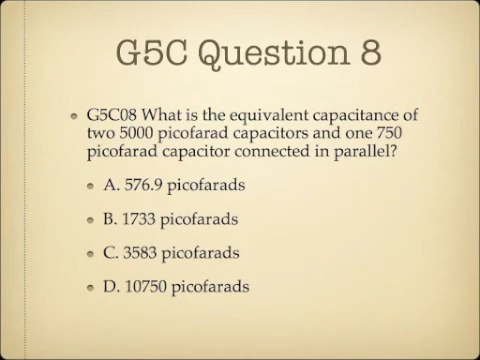 G5C Question 8
G5C08 What is the equivalent capacitance of
two 5000 picofarad capacitors and one 750
picofarad capacitor connected in parallel?
A. 576.9 picofarads
B. 1733 picofarads
C. 3583 picofarads
D. 10750 picofarads